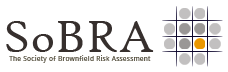 SoBRA
The Society of Brownfield Risk Assessment